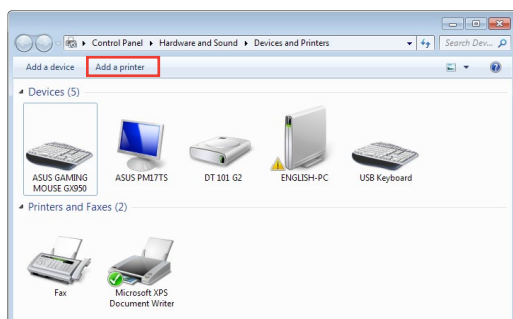 Control Panel ▸ Hardware and Sound ▸ Devices and Printers
Search Dev...
Add a device
Add a printer
Devices (5)
ASUS GAMING
MOUSE GX950
ASUS PM17TS
DT 101 G2
ENGLISH-PC
USB Keyboard
Printers and Faxes (2)
Fax
Microsoft XPS
Document Writer